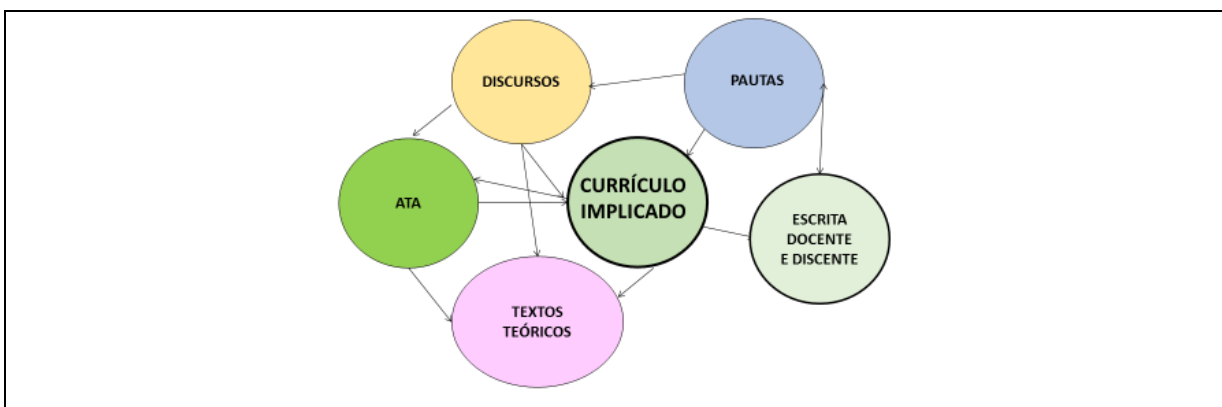 DISCURSOS
PAUTAS
CURRÍCULO
IMPLICADO
ATA
ESCRITA
DOCENTE
E DISCENTE
TEXTOS
TEÓRICOS